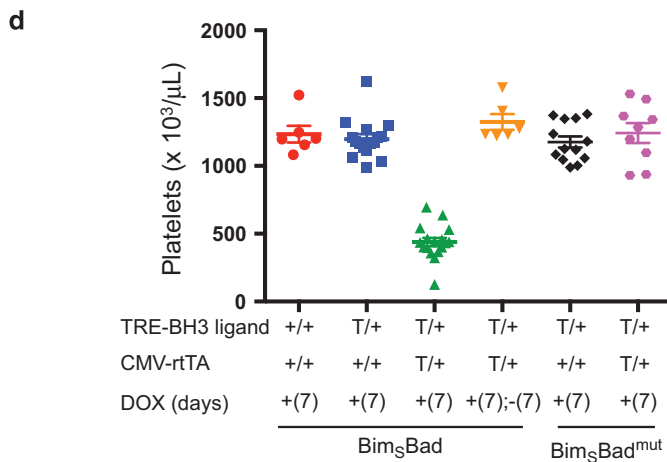 d
Platelets (x 10³/µL)
2000
1500
1000
500
0
TRE-BH3 ligand +/+ T/+ T/+ T/+ T/+ T/+
CMV-rtTA +/+ +/+ T/+ T/+ +/+ T/+
DOX (days) +(7) +(7) +(7) +(7);-(7) +(7) +(7)
BimSBad BimSBadmut